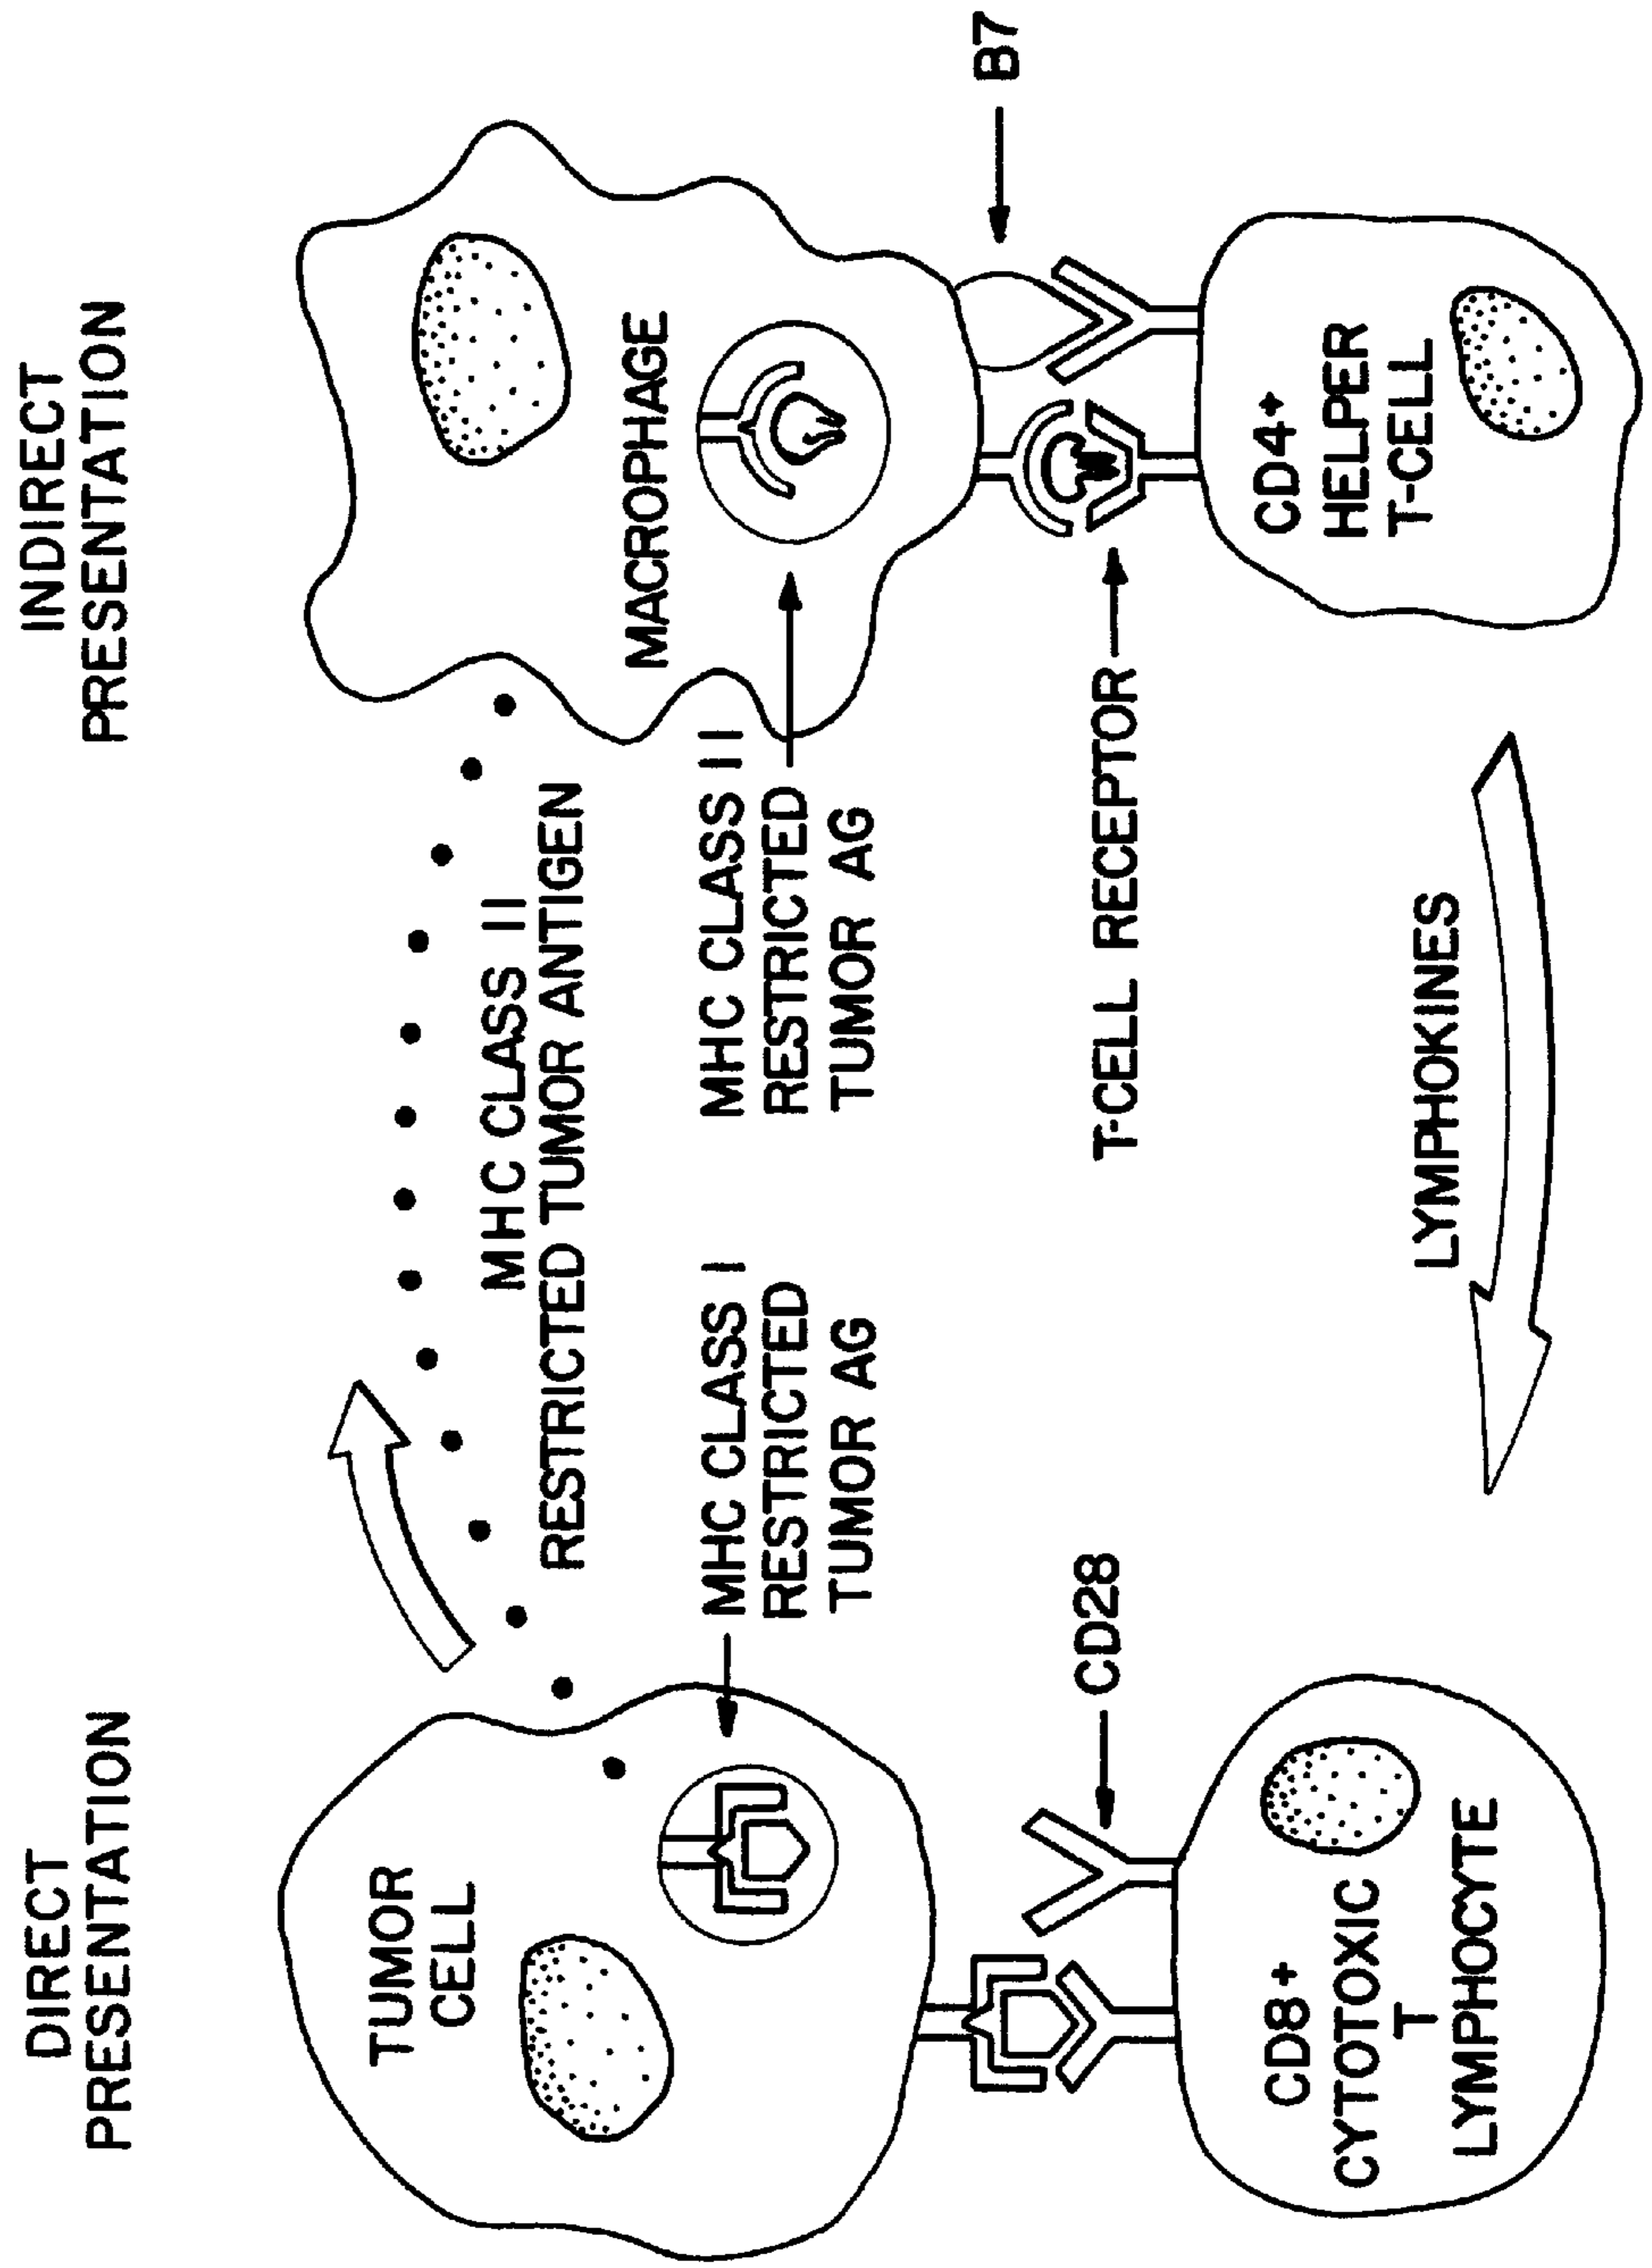 DIRECT
PRESENTATION
INDIRECT
PRESENTATION
TUMOR
CELL
MHC CLASS II
RESTRICTED TUMOR ANTIGEN
MACROPHAGE
MHC CLASS I
RESTRICTED
TUMOR AG
MHC CLASS II
RESTRICTED
TUMOR AG
B7
CD28
T-CELL RECEPTOR
CD8+
CYTOTOXIC
T
LYMPHOCYTE
LYMPHOKINES
CD4+
HELPER
T-CELL